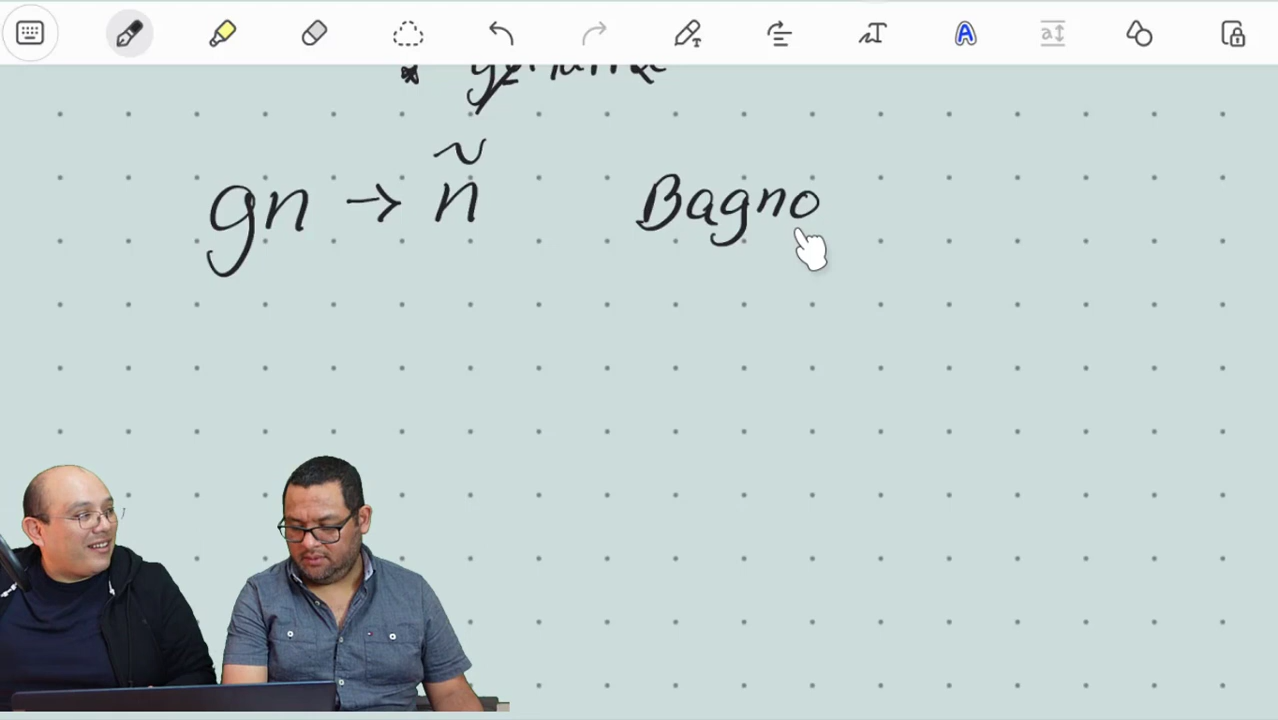 gn → ñ Bagno